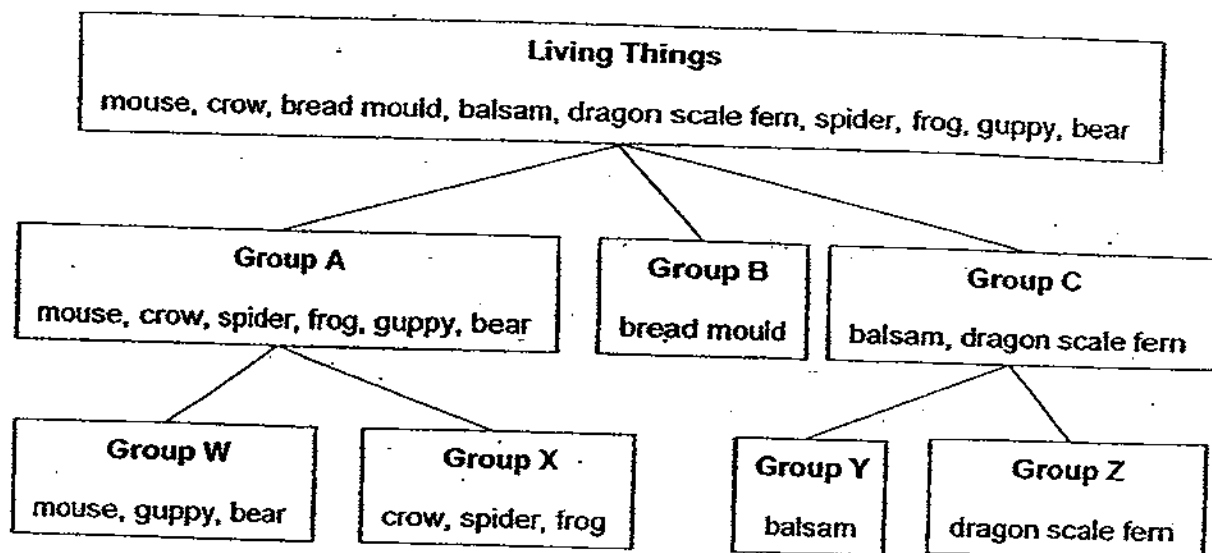 Living Things
mouse, crow, bread mould, balsam, dragon scale fern, spider, frog, guppy, bear
Group A
mouse, crow, spider, frog, guppy, bear
Group B
bread mould
Group C
balsam, dragon scale fern
Group W
mouse, guppy, bear
Group X
crow, spider, frog
Group Y
balsam
Group Z
dragon scale fern